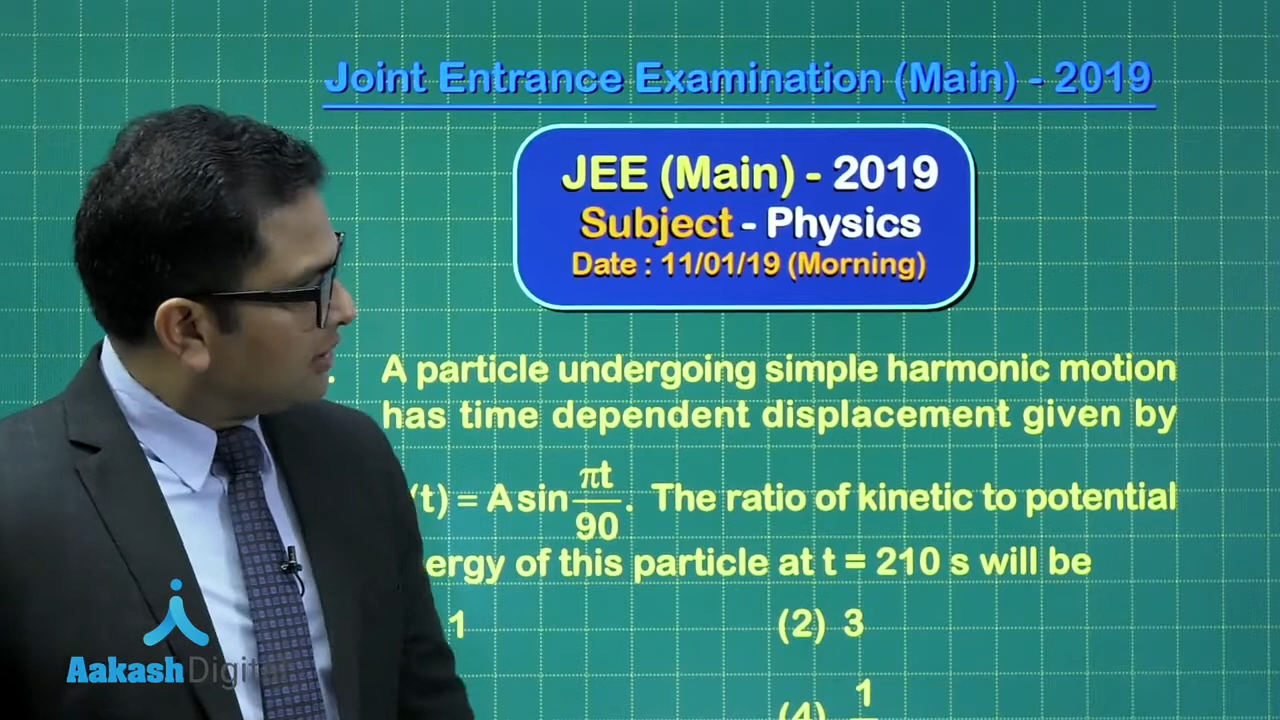 Joint Entrance Examination (Main) - 2019
JEE (Main) - 2019
Subject - Physics
Date : 11/01/19 (Morning)
A particle undergoing simple harmonic motion
has time dependent displacement given by
(t) = A sin πt/90. The ratio of kinetic to potential
ergy of this particle at t = 210 s will be
1
(2) 3
(4) 1
Aakash Digital